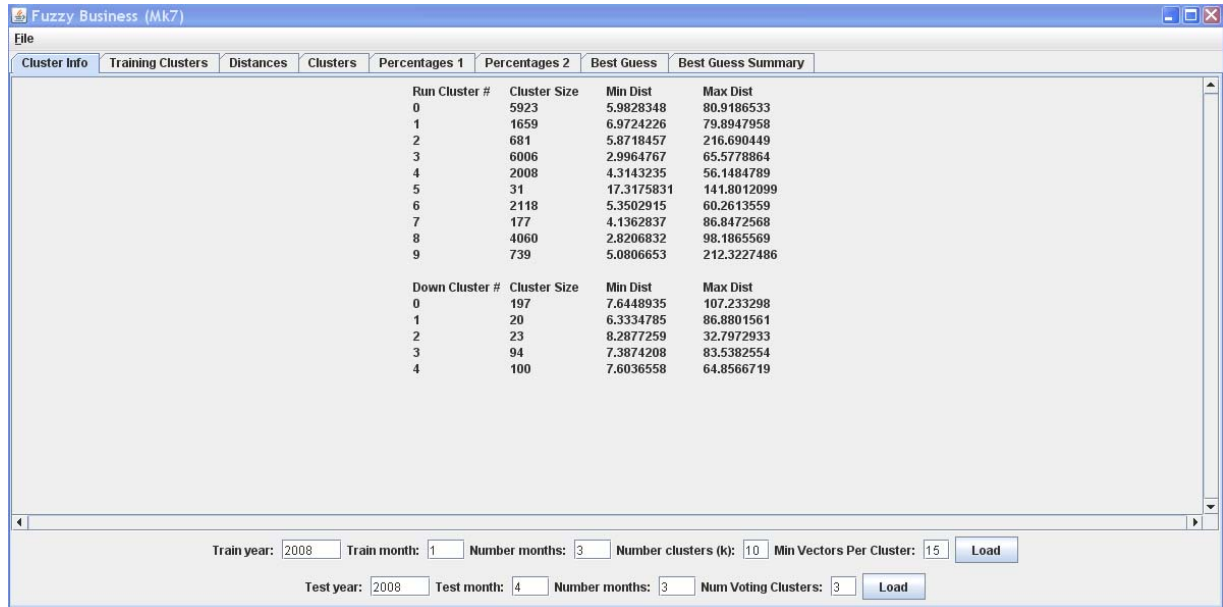 Fuzzy Business (Mk7)
File
Cluster Info Training Clusters Distances Clusters Percentages 1 Percentages 2 Best Guess Best Guess Summary
Run Cluster # Cluster Size Min Dist Max Dist
0 5923 5.9828348 80.9186533
1 1659 6.9724226 79.8947958
2 681 5.8718457 216.690449
3 6006 2.9964767 65.5778864
4 2008 4.3143235 56.1484789
5 31 17.3175831 141.8012099
6 2118 5.3502915 60.2613559
7 177 4.1362837 86.8472568
8 4060 2.8206832 98.1865569
9 739 5.0806653 212.3227486
Down Cluster # Cluster Size Min Dist Max Dist
0 197 7.6448935 107.233298
1 20 6.3334785 86.8801561
2 23 8.2877259 32.7972933
3 94 7.3874208 83.5382554
4 100 7.6036558 64.8566719
Train year: 2008 Train month: 1 Number months: 3 Number clusters (k): 10 Min Vectors Per Cluster: 15 Load
Test year: 2008 Test month: 4 Number months: 3 Num Voting Clusters: 3 Load